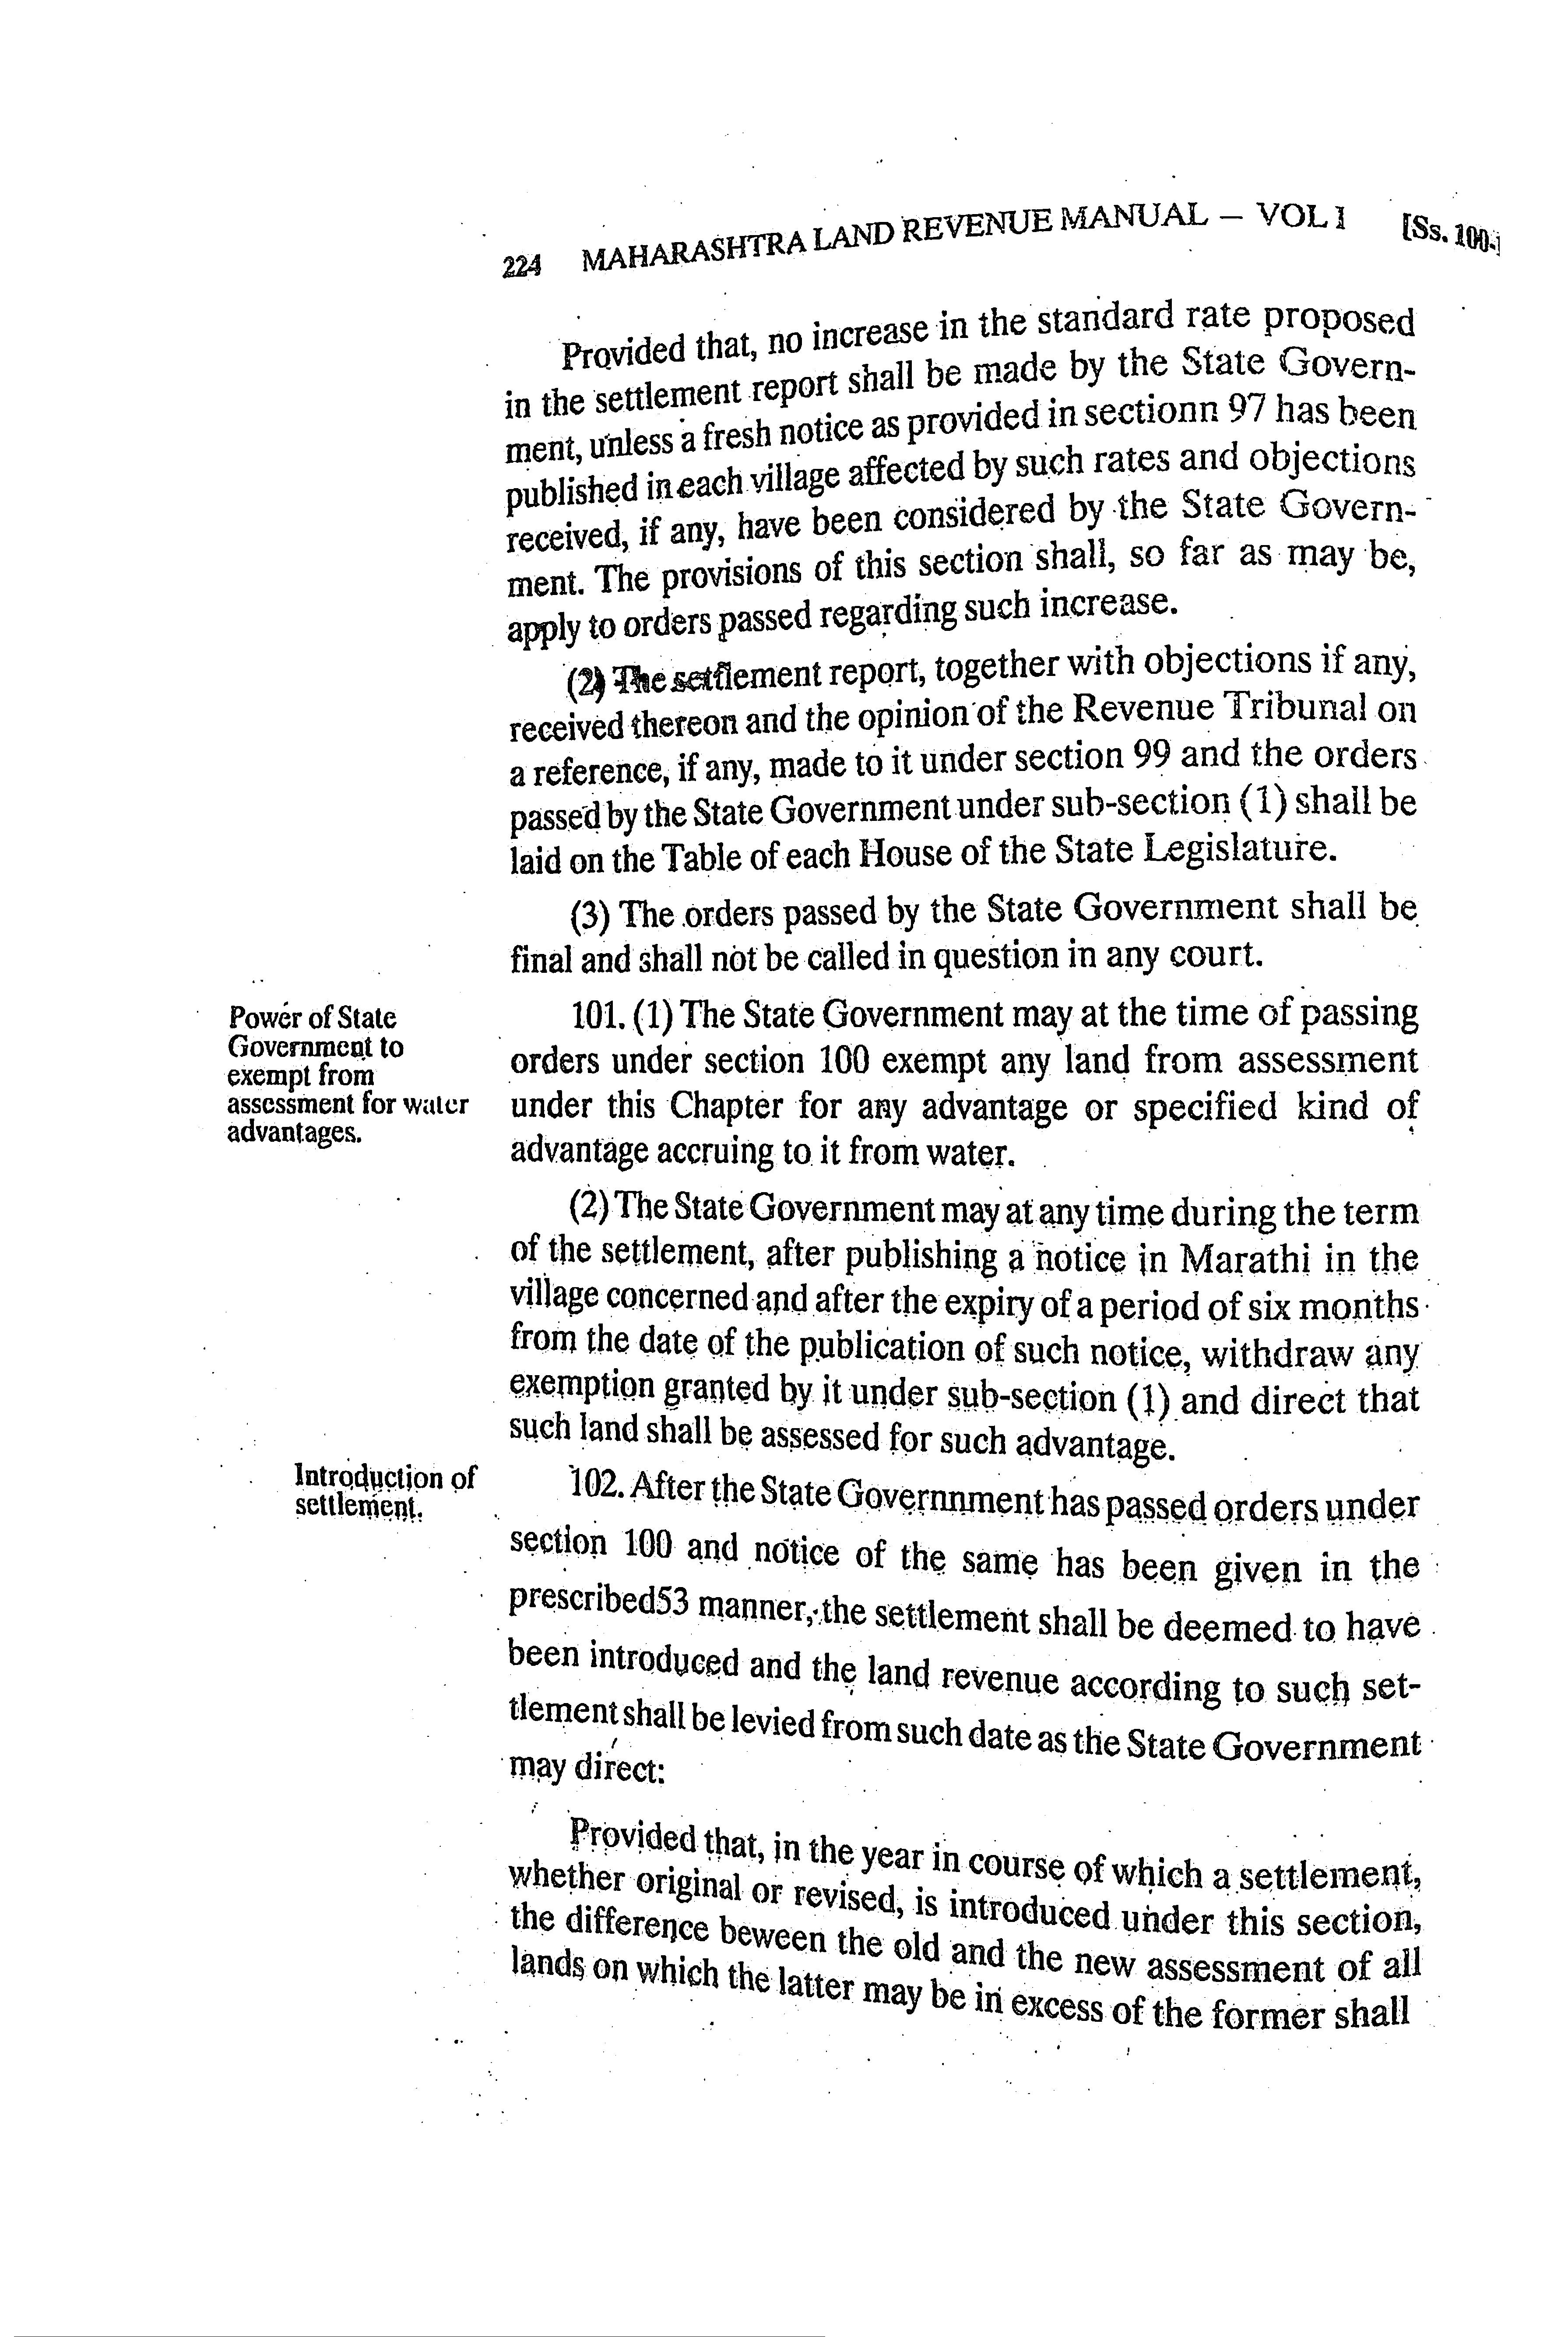 224 MAHARASHTRA LAND REVENUE MANUAL – VOL I [Ss. 100-
Provided that, no increase in the standard rate proposed
in the settlement report shall be made by the State Govern-
ment, unless a fresh notice as provided in sectionn 97 has been
published in each village affected by such rates and objections
received, if any, have been considered by the State Govern-
ment. The provisions of this section shall, so far as may be,
apply to orders passed regarding such increase.
(2) The settlement report, together with objections if any,
received thereon and the opinion of the Revenue Tribunal on
a reference, if any, made to it under section 99 and the orders
passed by the State Government under sub-section (1) shall be
laid on the Table of each House of the State Legislature.
(3) The orders passed by the State Government shall be
final and shall not be called in question in any court.
Power of State
Government to
exempt from
assessment for water
advantages.
101. (1) The State Government may at the time of passing
orders under section 100 exempt any land from assessment
under this Chapter for any advantage or specified kind of
advantage accruing to it from water.
(2) The State Government may at any time during the term
of the settlement, after publishing a notice in Marathi in the
village concerned and after the expiry of a period of six months
from the date of the publication of such notice, withdraw any
exemption granted by it under sub-section (1) and direct that
such land shall be assessed for such advantage.
Introduction of
settlement.
102. After the State Governnment has passed orders under
section 100 and notice of the same has been given in the
prescribed53 manner, the settlement shall be deemed to have
been introduced and the land revenue according to such set-
tlement shall be levied from such date as the State Government
may direct:
Provided that, in the year in course of which a settlement,
whether original or revised, is introduced under this section,
the difference beween the old and the new assessment of all
lands on which the latter may be in excess of the former shall